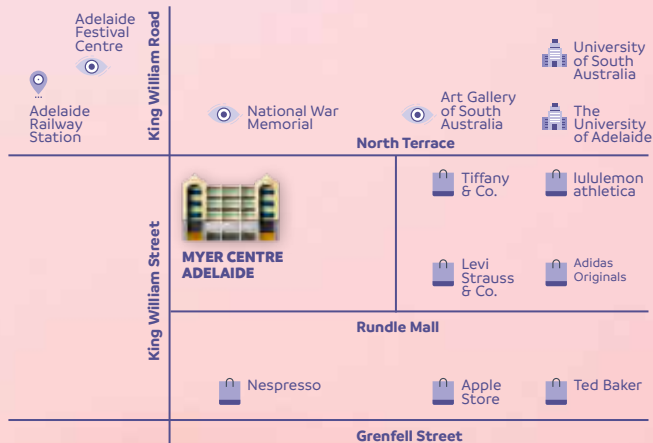 Adelaide
Festival
Centre
King William Road
University
of South
Australia
Adelaide
Railway
Station
National War
Memorial
Art Gallery
of South
Australia
The
University
of Adelaide
North Terrace
Tiffany
& Co.
lululemon
athletica
MYER CENTRE
ADELAIDE
King William Street
Levi
Strauss
& Co.
Adidas
Originals
Rundle Mall
Nespresso
Apple
Store
Ted Baker
Grenfell Street